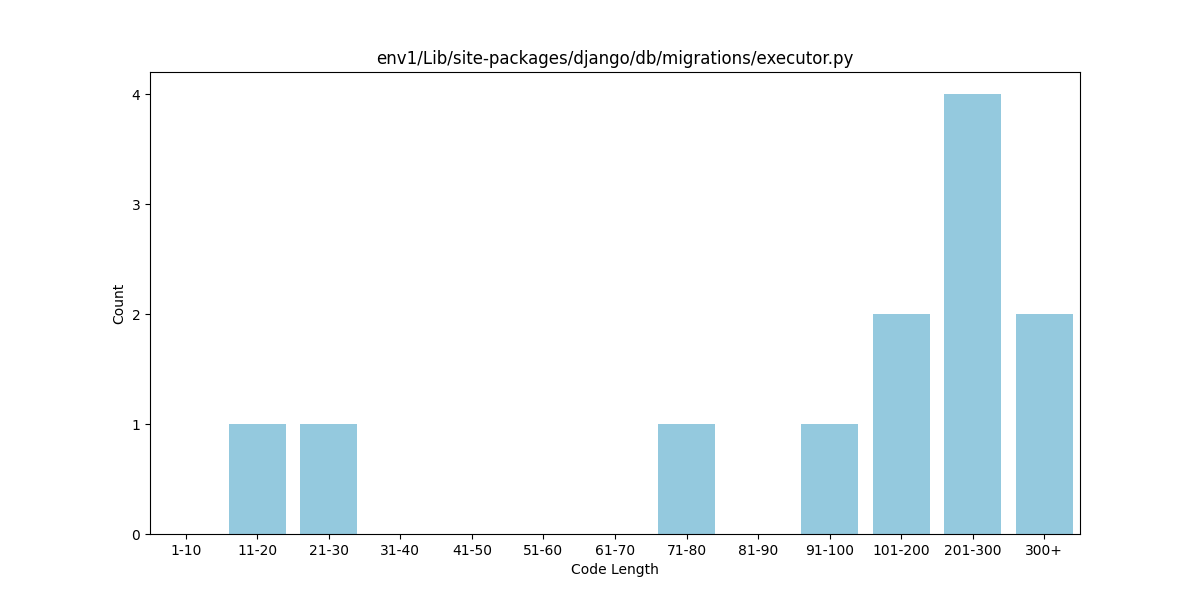 env1/Lib/site-packages/django/db/migrations/executor.py
4
3
2
1
0
Count
1-10 11-20 21-30 31-40 41-50 51-60 61-70 71-80 81-90 91-100 101-200 201-300 300+
Code Length